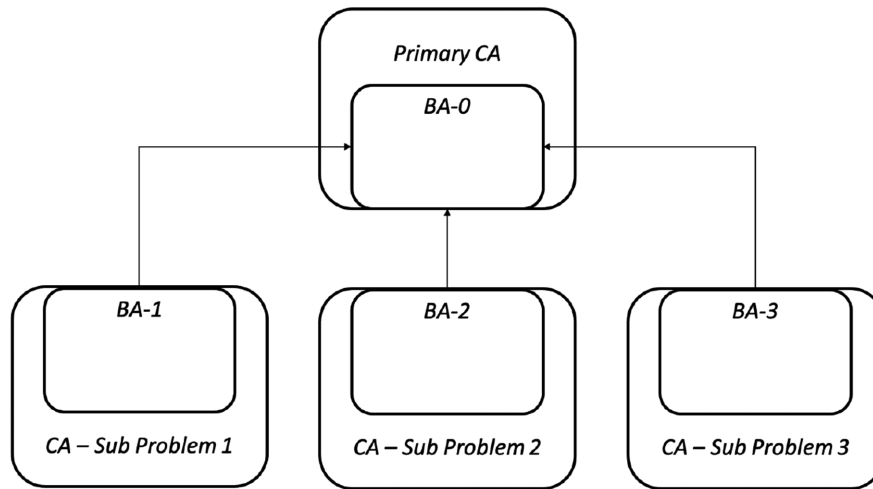 Primary CA
BA-0
BA-1
BA-2
BA-3
CA – Sub Problem 1
CA – Sub Problem 2
CA – Sub Problem 3